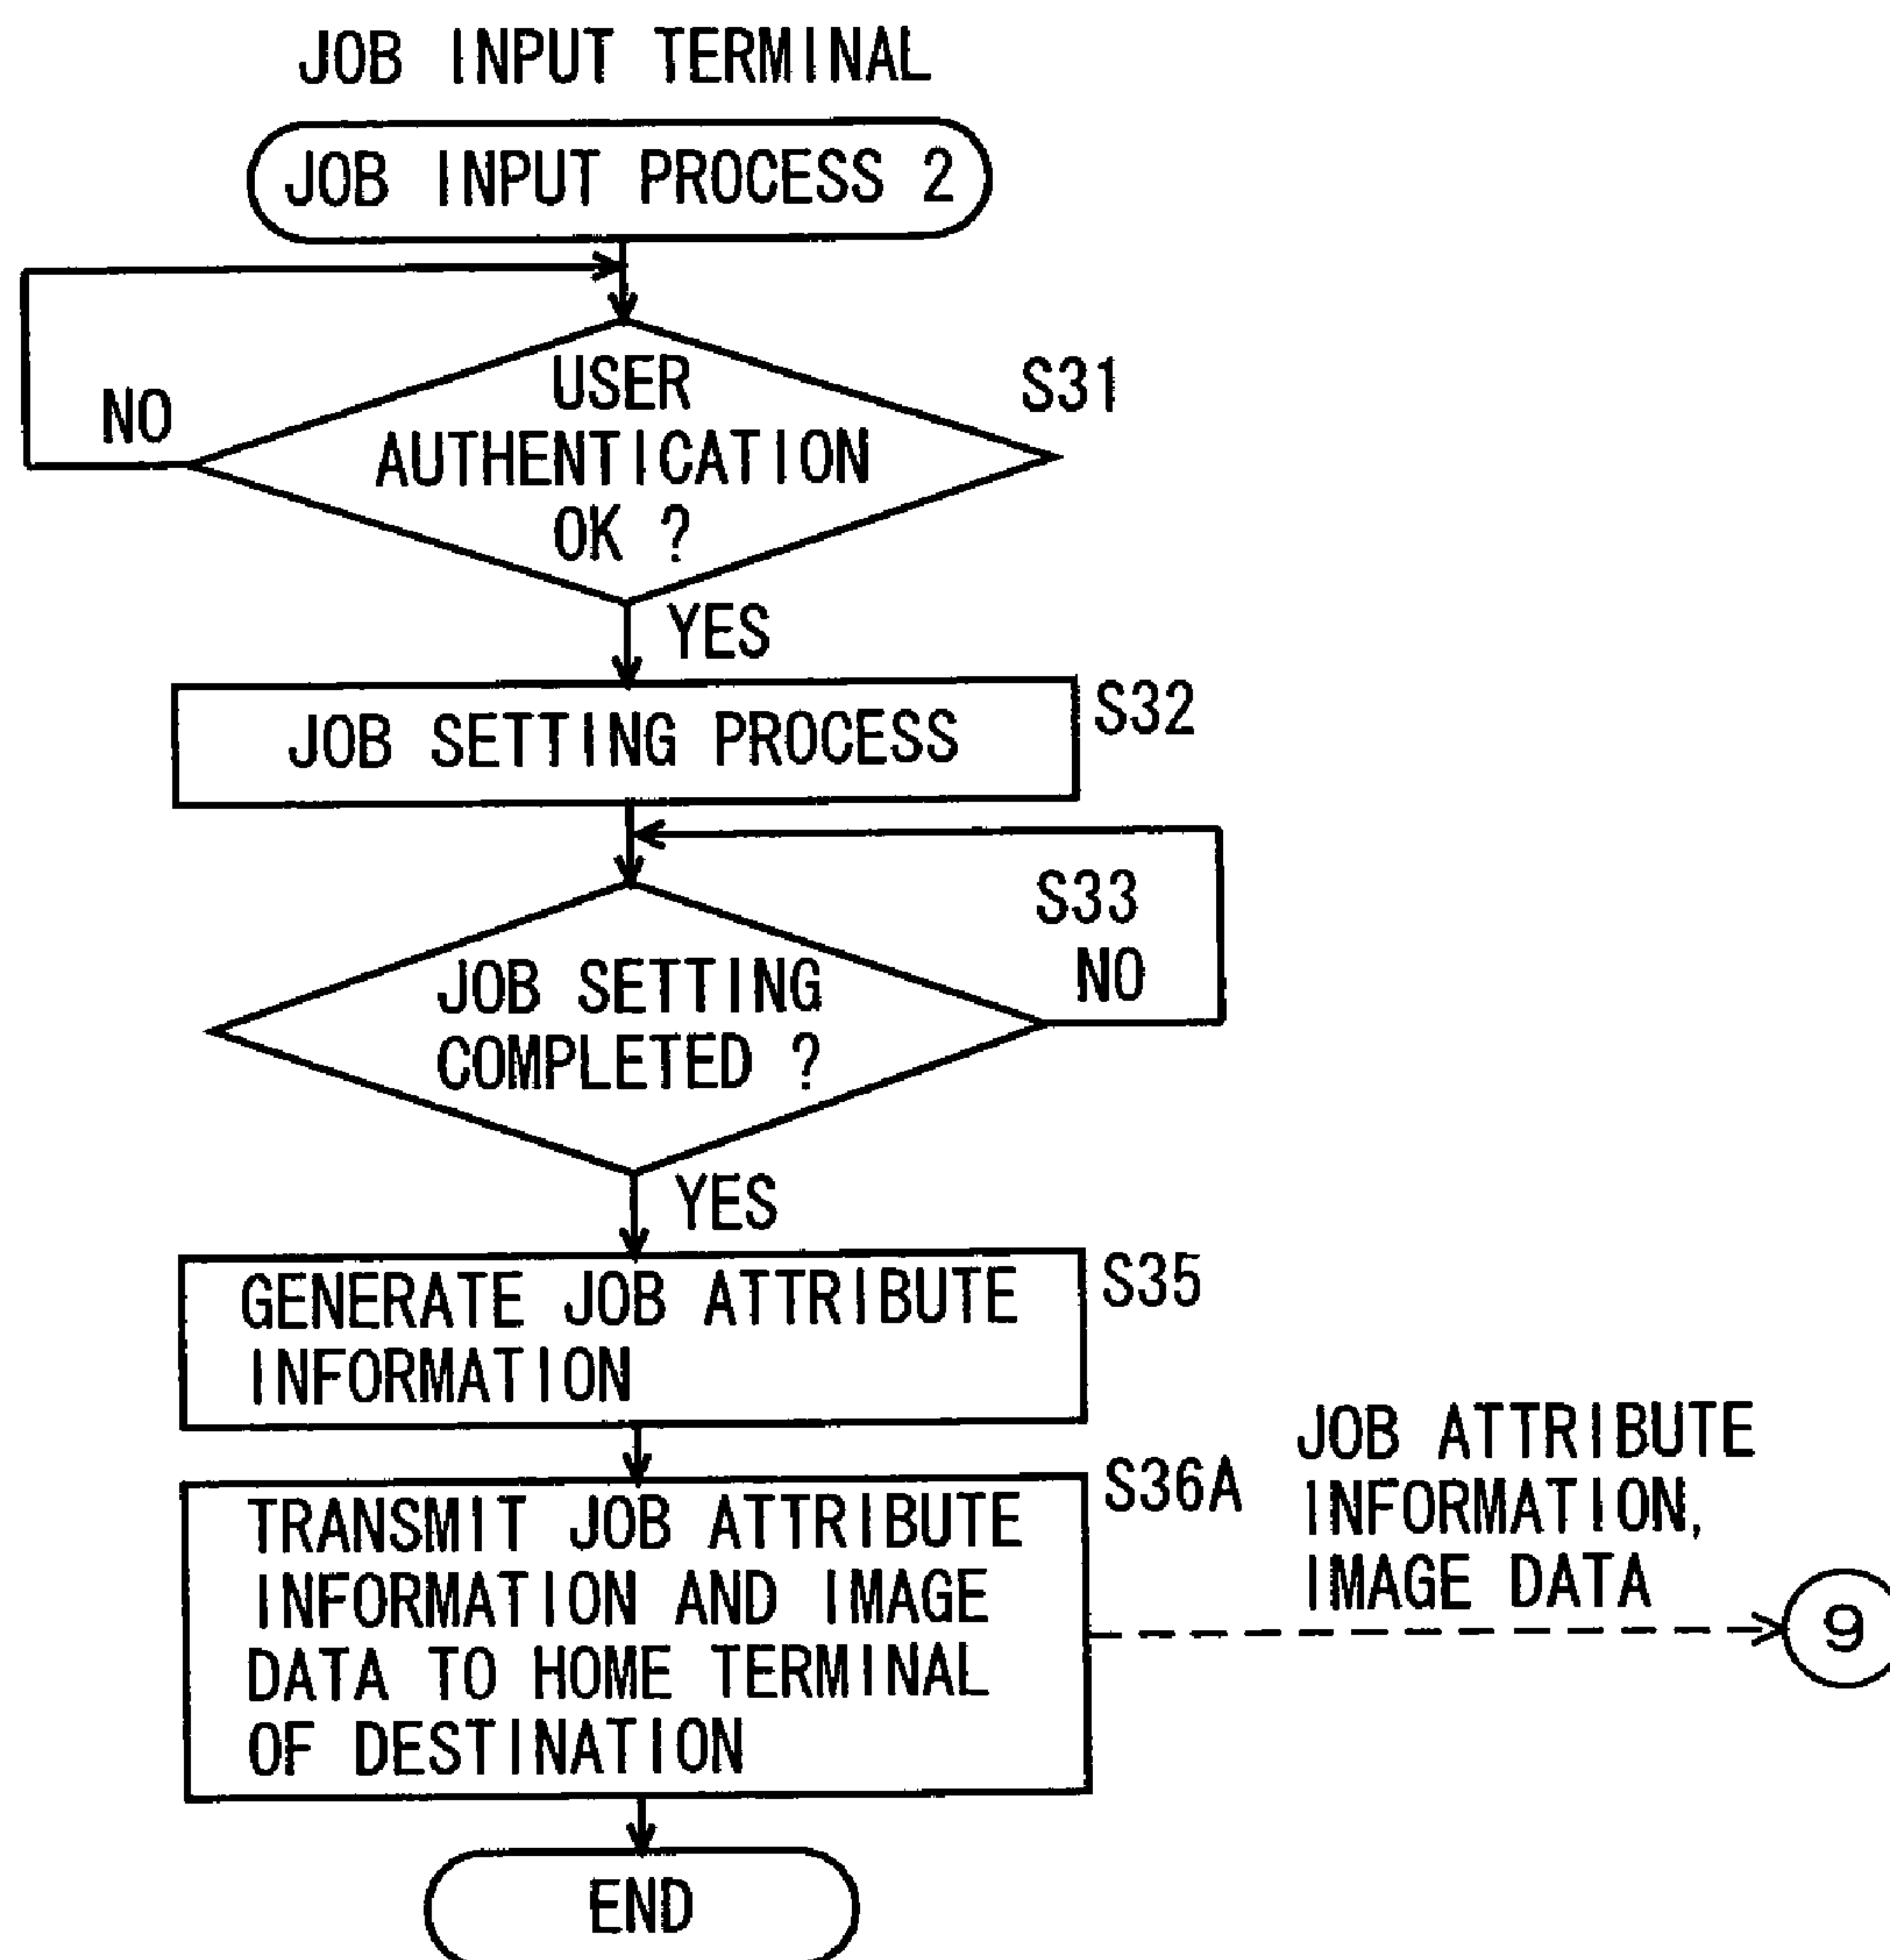 JOB INPUT TERMINAL
JOB INPUT PROCESS 2
USER
AUTHENTICATION
OK ?
S31
NO
YES
JOB SETTING PROCESS
S32
S33
NO
JOB SETTING
COMPLETED ?
YES
GENERATE JOB ATTRIBUTE
INFORMATION
S35
TRANSMIT JOB ATTRIBUTE
INFORMATION AND IMAGE
DATA TO HOME TERMINAL
OF DESTINATION
S36A
JOB ATTRIBUTE
INFORMATION,
IMAGE DATA
9
END